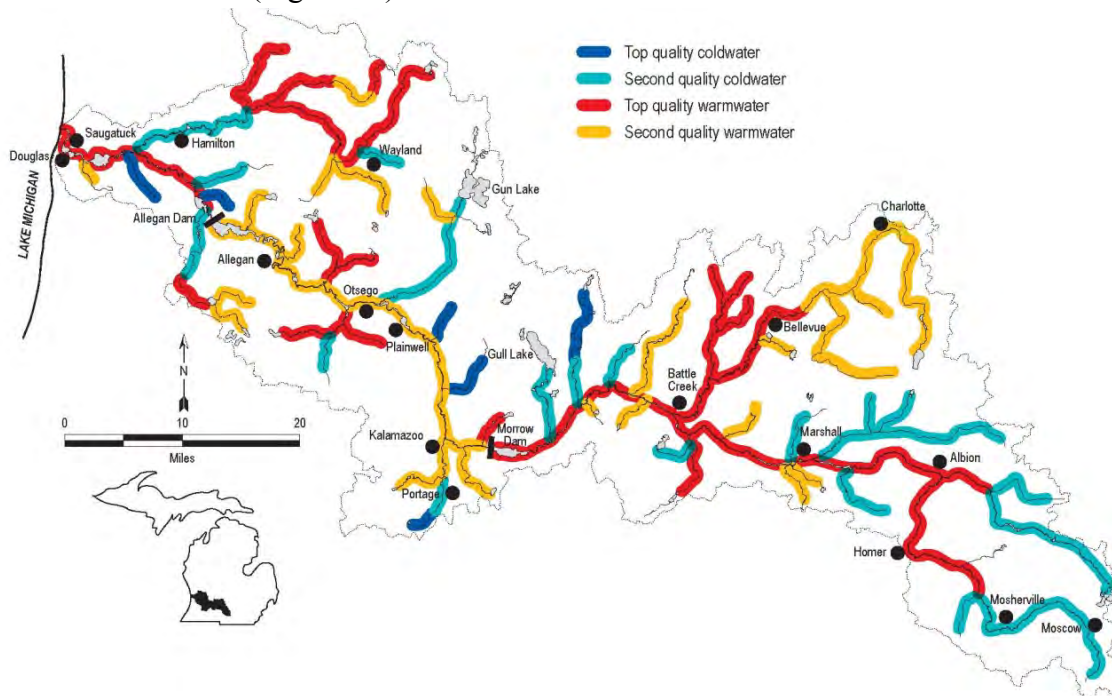 Top quality coldwater
Second quality coldwater
Top quality warmwater
Second quality warmwater
Saugatuck
Hamilton
Douglas
Wayland
Gun Lake
LAKE MICHIGAN
Allegan Dam
Charlotte
Allegan
Otsego
Bellevue
Plainwell
Gull Lake
N
Battle
Creek
0
10
20
Miles
Kalamazoo
Morrow
Dam
Marshall
Albion
Portage
Homer
Mosherville
Moscow